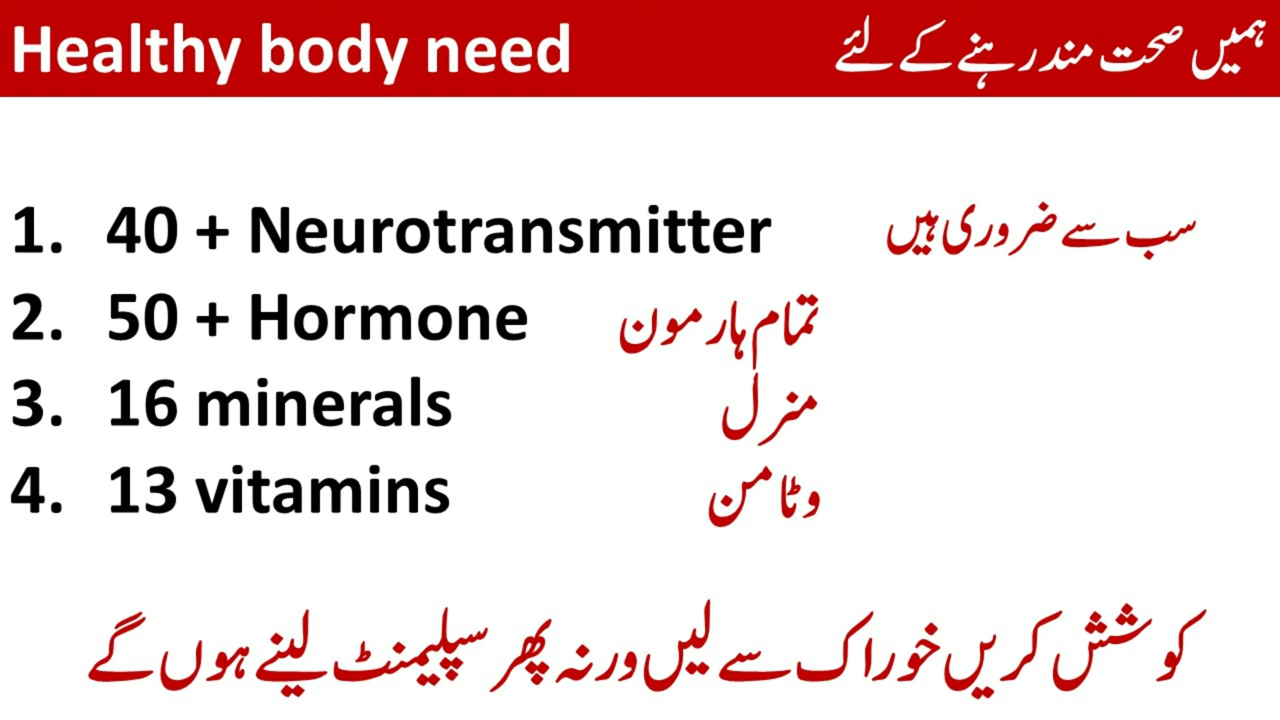 Healthy body need ہمیں صحت مند رہنے کے لئے
1. 40 + Neurotransmitter سب سے ضروری ہیں
2. 50 + Hormone تمام ہارمون
3. 16 minerals منرل
4. 13 vitamins وٹامن
کوشش کریں خوراک سے لیں ورنہ پھر سپلیمنٹ لینے ہوں گے